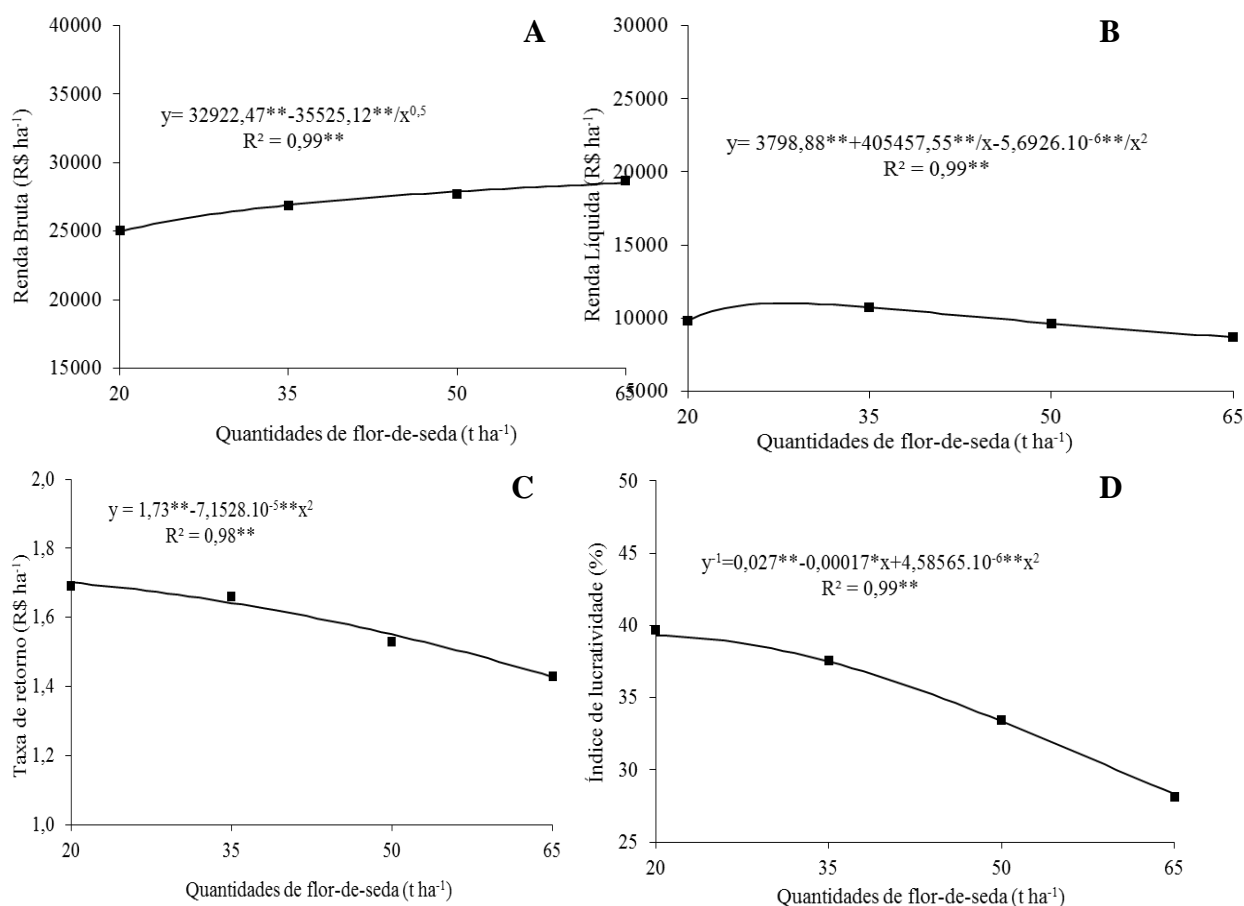 A
40000
35000
30000
25000
20000
15000
Renda Bruta (R$ ha⁻¹)
y= 32922,47**-35525,12**/x⁰,⁵
R² = 0,99**
20 35 50 65
Quantidades de flor-de-seda (t ha⁻¹)
B
30000
25000
20000
15000
10000
5000
Renda Líquida (R$ ha⁻¹)
y= 3798,88**+405457,55**/x-5,6926.10⁻⁶**/x²
R² = 0,99**
20 35 50 65
Quantidades de flor-de-seda (t ha⁻¹)
C
2,0
1,8
1,6
1,4
1,2
1,0
Taxa de retorno (R$ ha⁻¹)
y = 1,73**-7,1528.10⁻⁵**x²
R² = 0,98**
20 35 50 65
Quantidades de flor-de-seda (t ha⁻¹)
D
50
45
40
35
30
25
Índice de lucratividade (%)
y⁻¹=0,027**-0,00017*x+4,58565.10⁻⁶**x²
R² = 0,99**
20 35 50 65
Quantidades de flor-de-seda (t ha⁻¹)